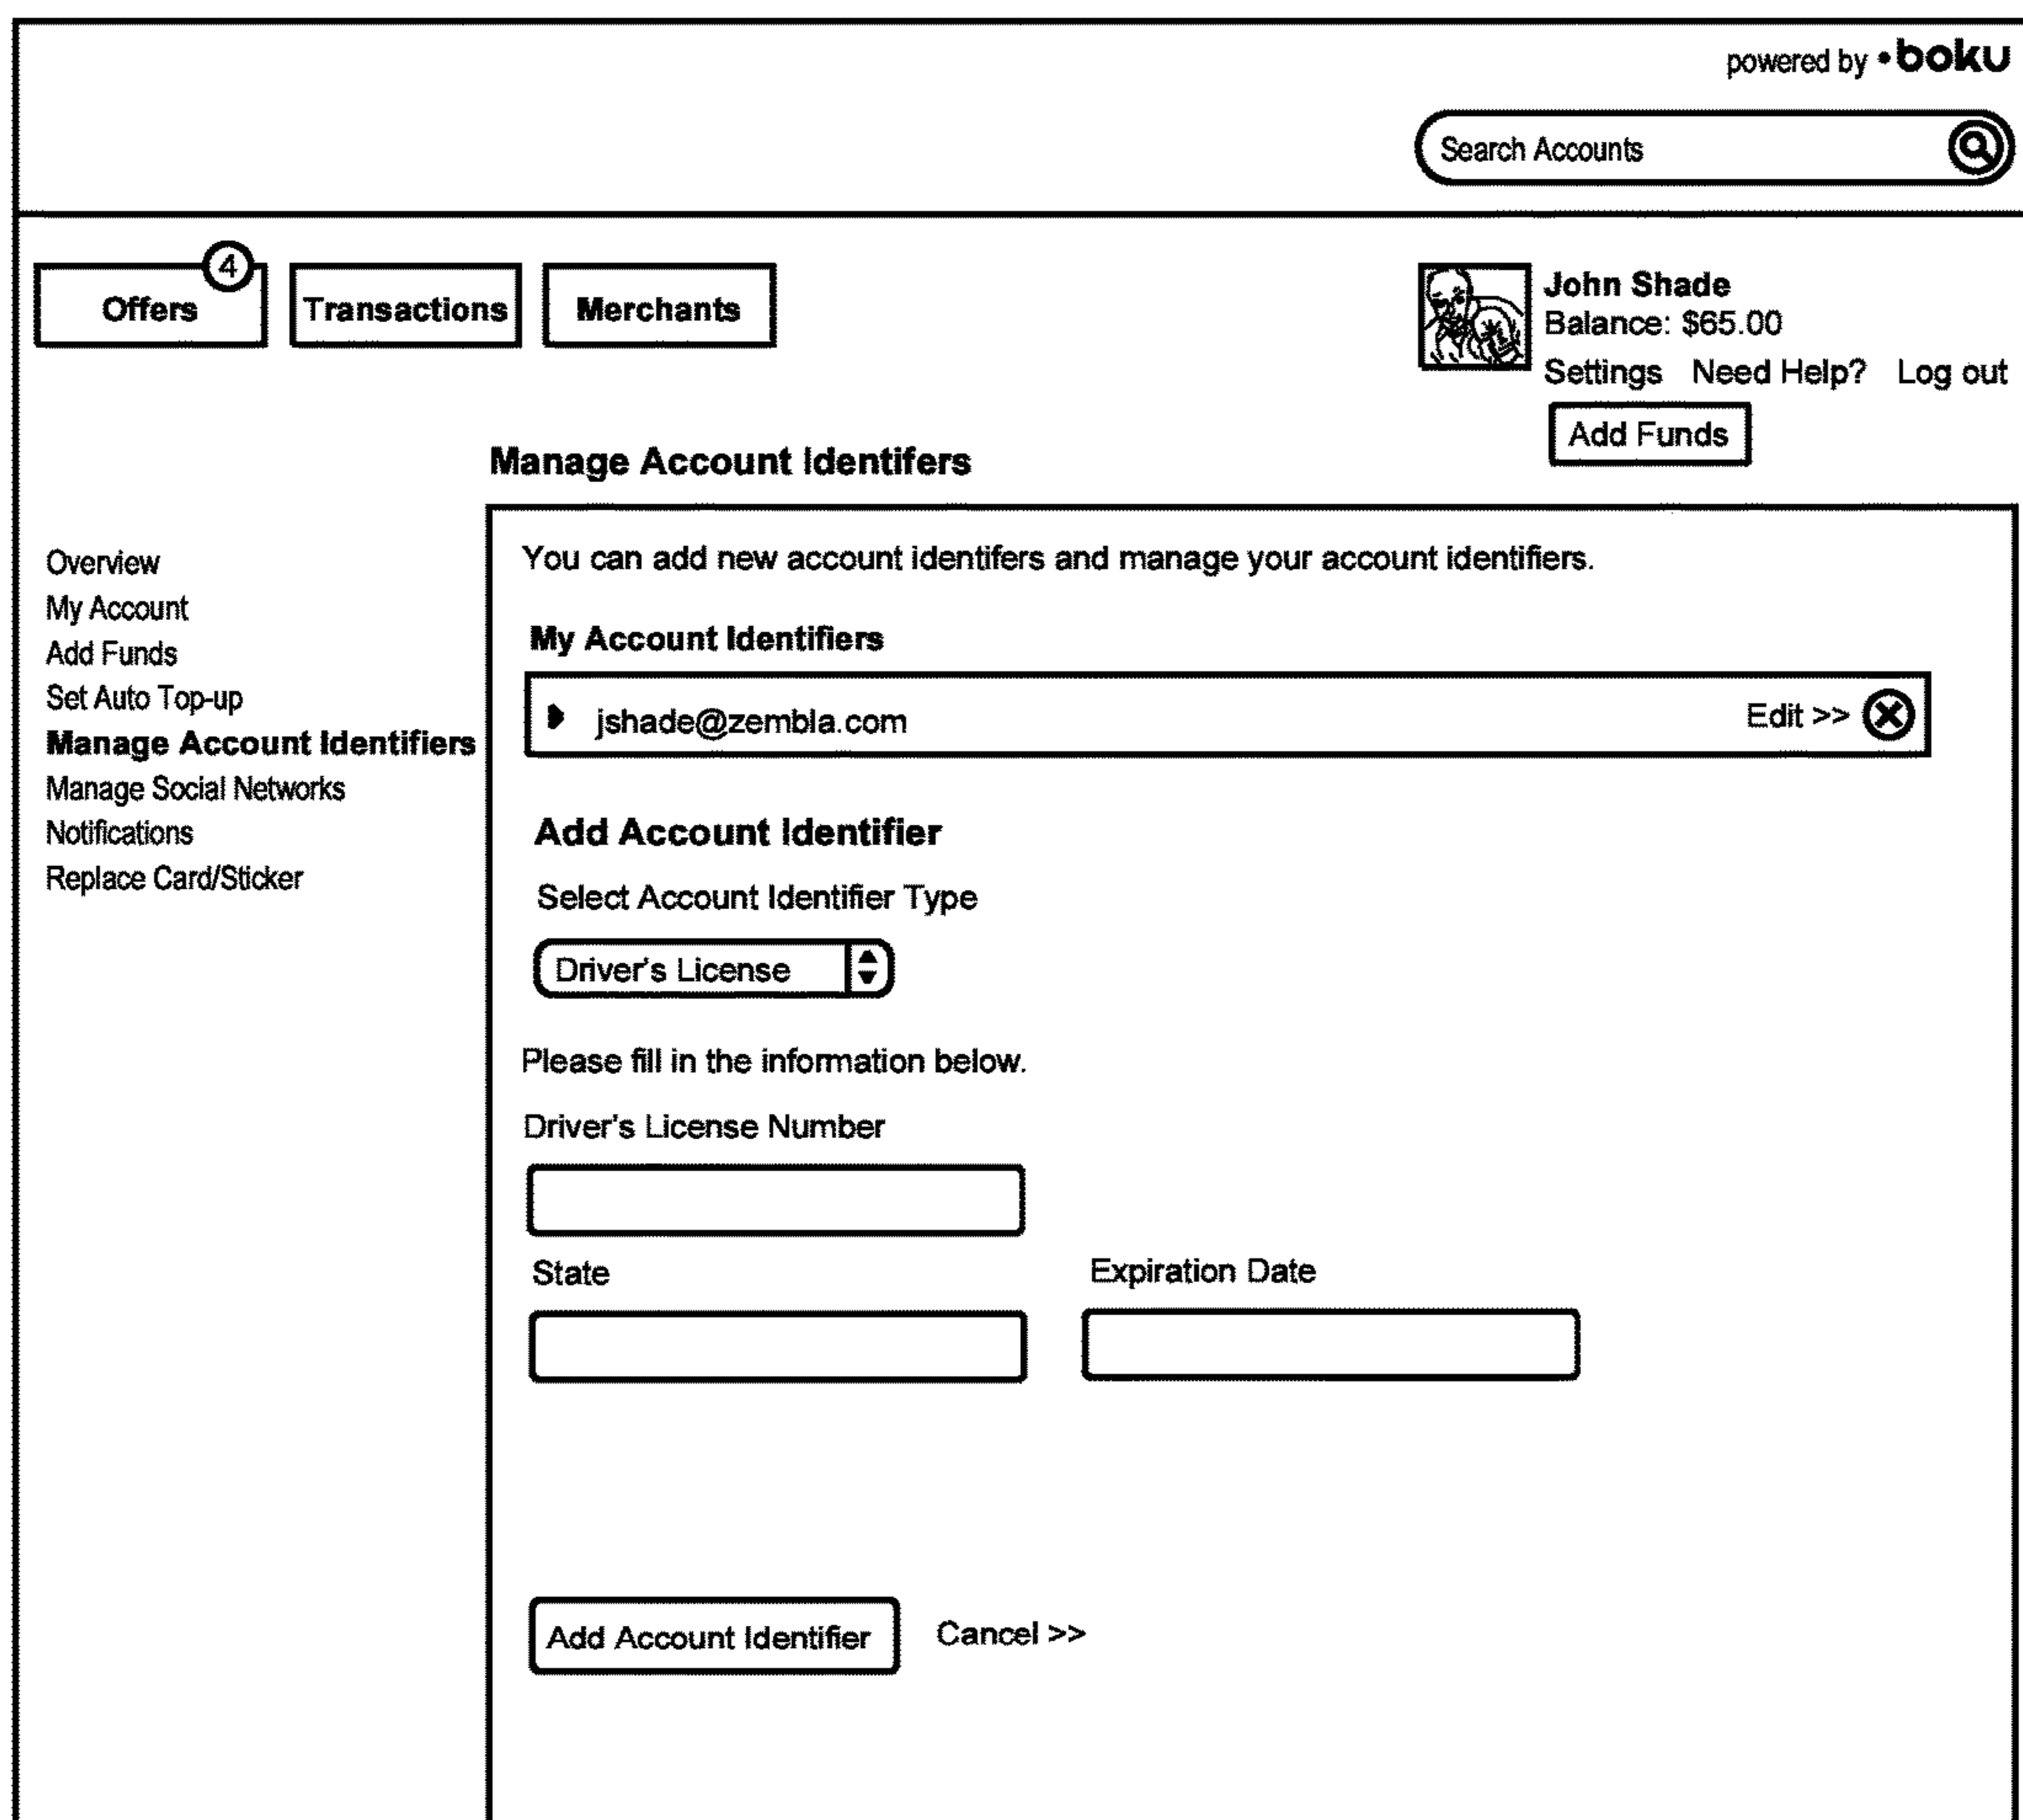 powered by •boku
Search Accounts
4
Offers
Transactions
Merchants
John Shade
Balance: $65.00
Settings Need Help? Log out
Add Funds
Manage Account Identifers
Overview
My Account
Add Funds
Set Auto Top-up
Manage Account Identifiers
Manage Social Networks
Notifications
Replace Card/Sticker
You can add new account identifers and manage your account identifiers.
My Account Identifiers
jshade@zembla.com Edit >>
Add Account Identifier
Select Account Identifier Type
Driver's License
Please fill in the information below.
Driver's License Number
State Expiration Date
Add Account Identifier Cancel >>